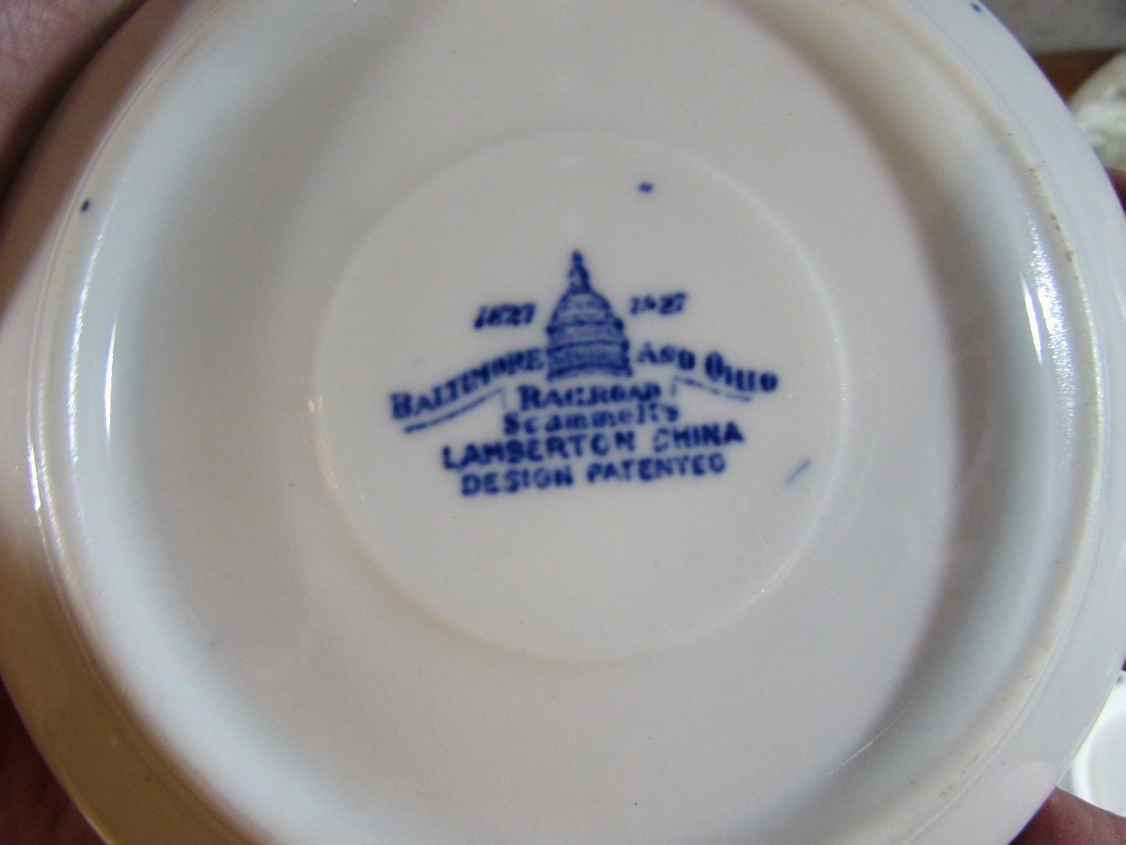 1827 1927
BALTIMORE AND OHIO
RAILROAD
Scammell's
LAMBERTON CHINA
DESIGN PATENTED